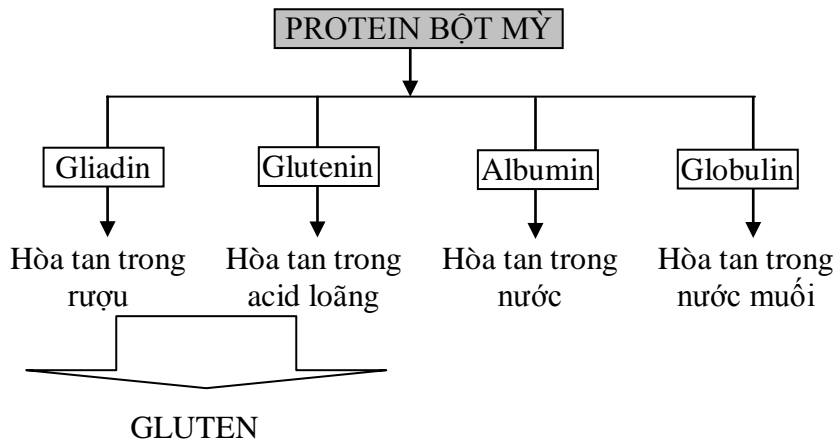 PROTEIN BỘT MỲ
Gliadin
Glutenin
Albumin
Globulin
Hòa tan trong
rượu
Hòa tan trong
acid loãng
Hòa tan trong
nước
Hòa tan trong
nước muối
GLUTEN